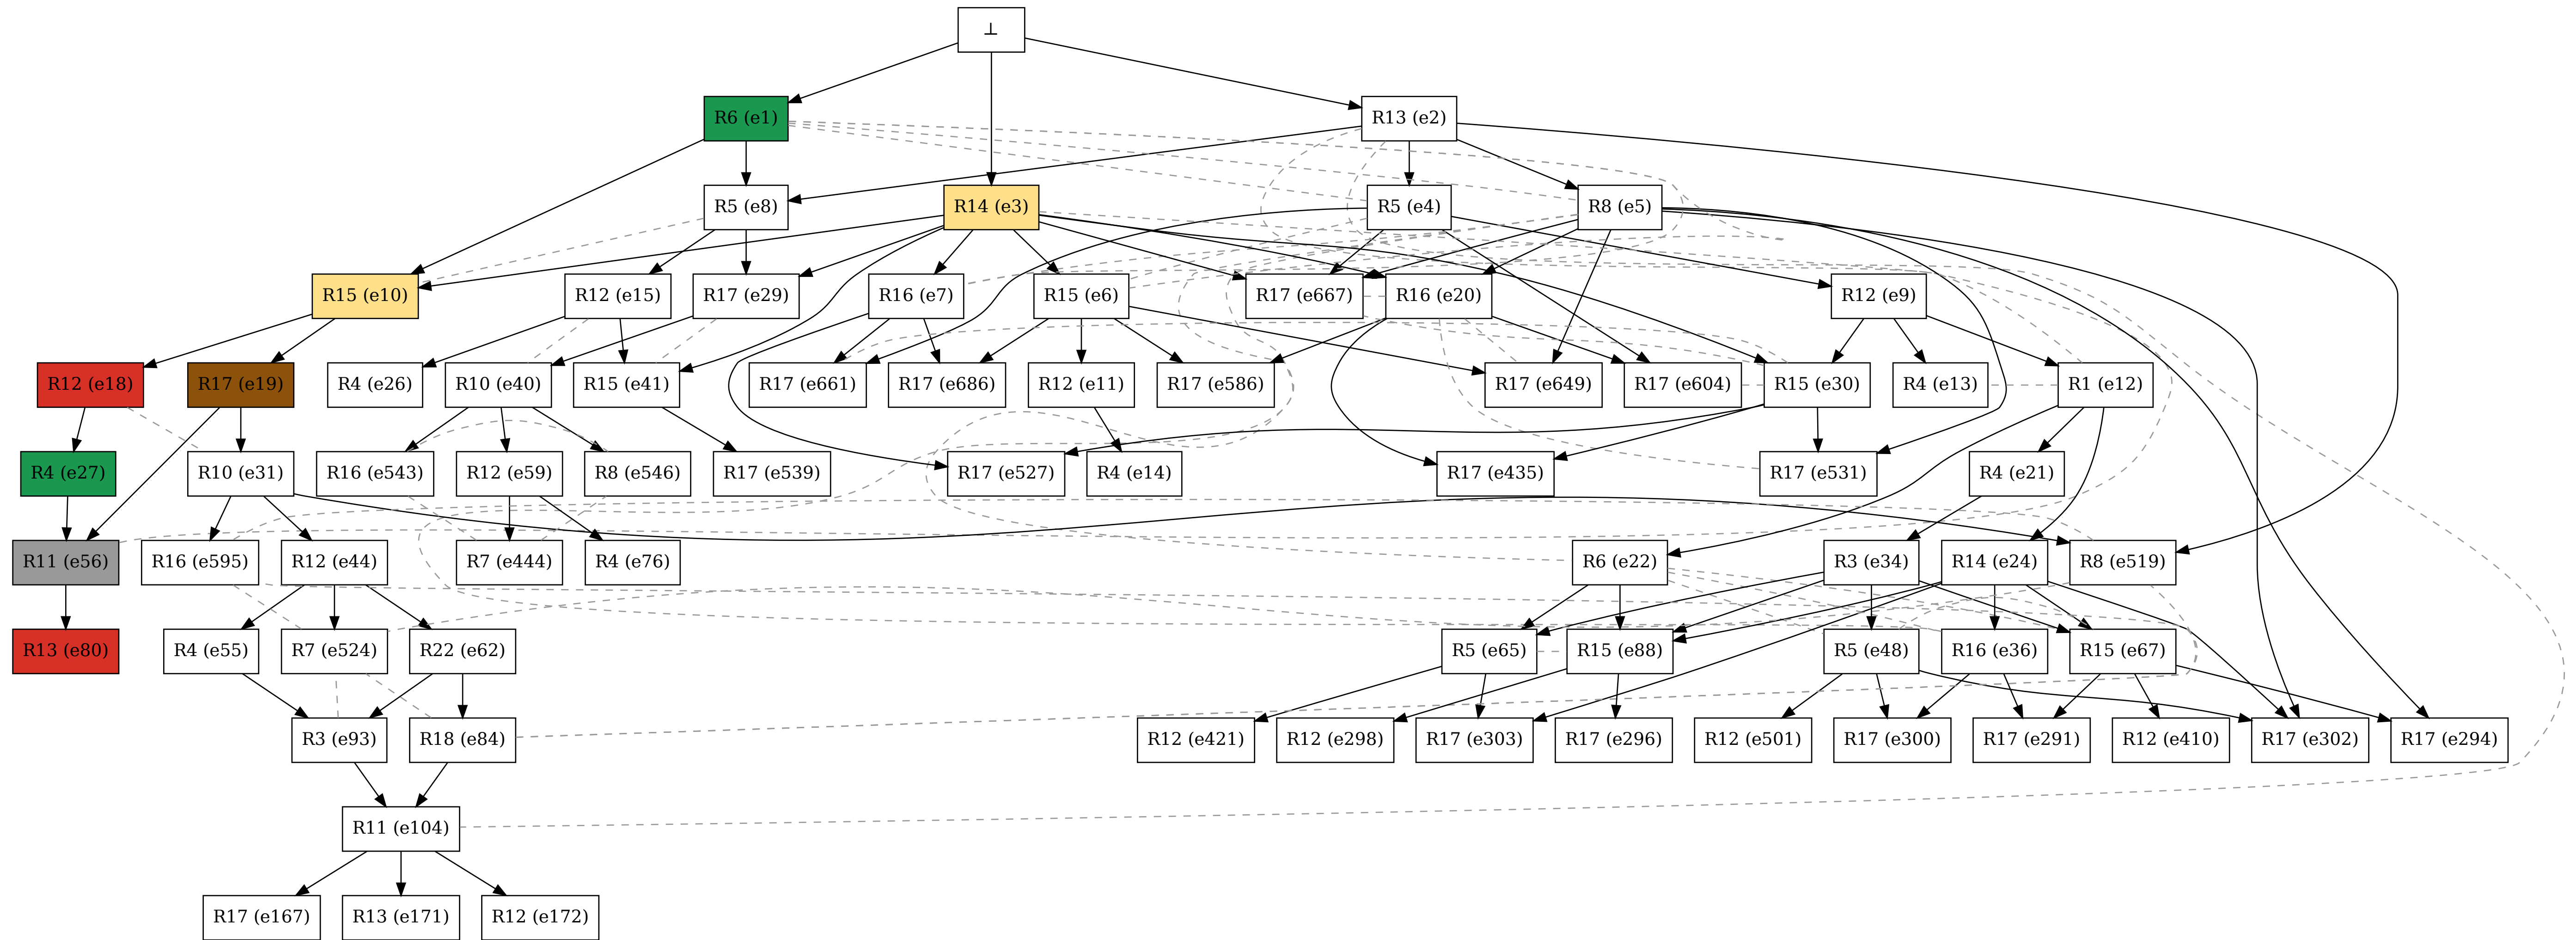 ⊥
R6 (e1)
R13 (e2)
R5 (e8)
R14 (e3)
R5 (e4)
R8 (e5)
R15 (e10)
R12 (e15)
R17 (e29)
R16 (e7)
R15 (e6)
R17 (e667)
R16 (e20)
R12 (e9)
R12 (e18)
R17 (e19)
R4 (e26)
R10 (e40)
R15 (e41)
R17 (e661)
R17 (e686)
R12 (e11)
R17 (e586)
R17 (e649)
R17 (e604)
R15 (e30)
R4 (e13)
R1 (e12)
R4 (e27)
R10 (e31)
R16 (e543)
R12 (e59)
R8 (e546)
R17 (e539)
R17 (e527)
R4 (e14)
R17 (e435)
R17 (e531)
R4 (e21)
R11 (e56)
R16 (e595)
R12 (e44)
R7 (e444)
R4 (e76)
R6 (e22)
R3 (e34)
R14 (e24)
R8 (e519)
R13 (e80)
R4 (e55)
R7 (e524)
R22 (e62)
R5 (e65)
R15 (e88)
R5 (e48)
R16 (e36)
R15 (e67)
R3 (e93)
R18 (e84)
R12 (e421)
R12 (e298)
R17 (e303)
R17 (e296)
R12 (e501)
R17 (e300)
R17 (e291)
R12 (e410)
R17 (e302)
R17 (e294)
R11 (e104)
R17 (e167)
R13 (e171)
R12 (e172)